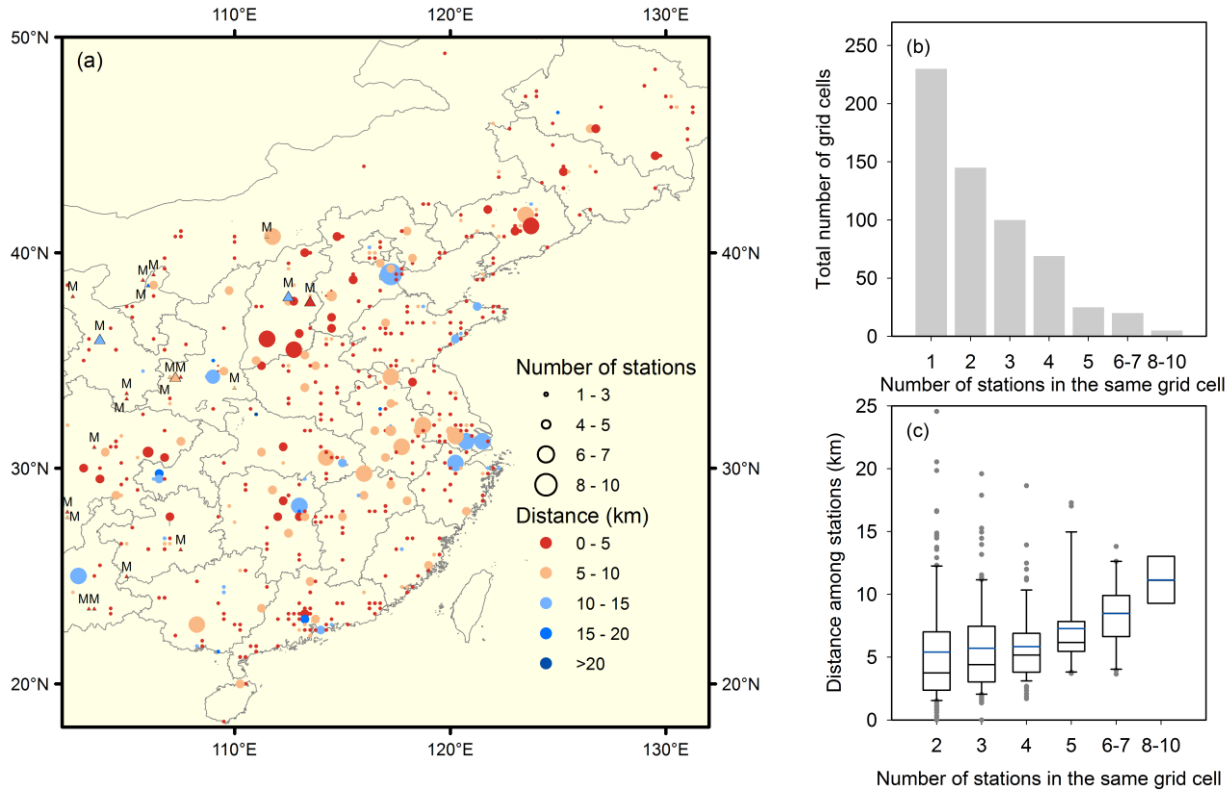 110°E 120°E 130°E
50°N
(a)
40°N 40°N
M
M M
M M M
M
M
MM
M M
M
M
M
M
M
M
MM
30°N 30°N
20°N 20°N
Number of stations
1 - 3
4 - 5
6 - 7
8 - 10
Distance (km)
0 - 5
5 - 10
10 - 15
15 - 20
>20
110°E 120°E 130°E
(b)
Total number of grid cells
250
200
150
100
50
0
1 2 3 4 5 6-7 8-10
Number of stations in the same grid cell
(c)
Distance among stations (km)
25
20
15
10
5
0
2 3 4 5 6-7 8-10
Number of stations in the same grid cell